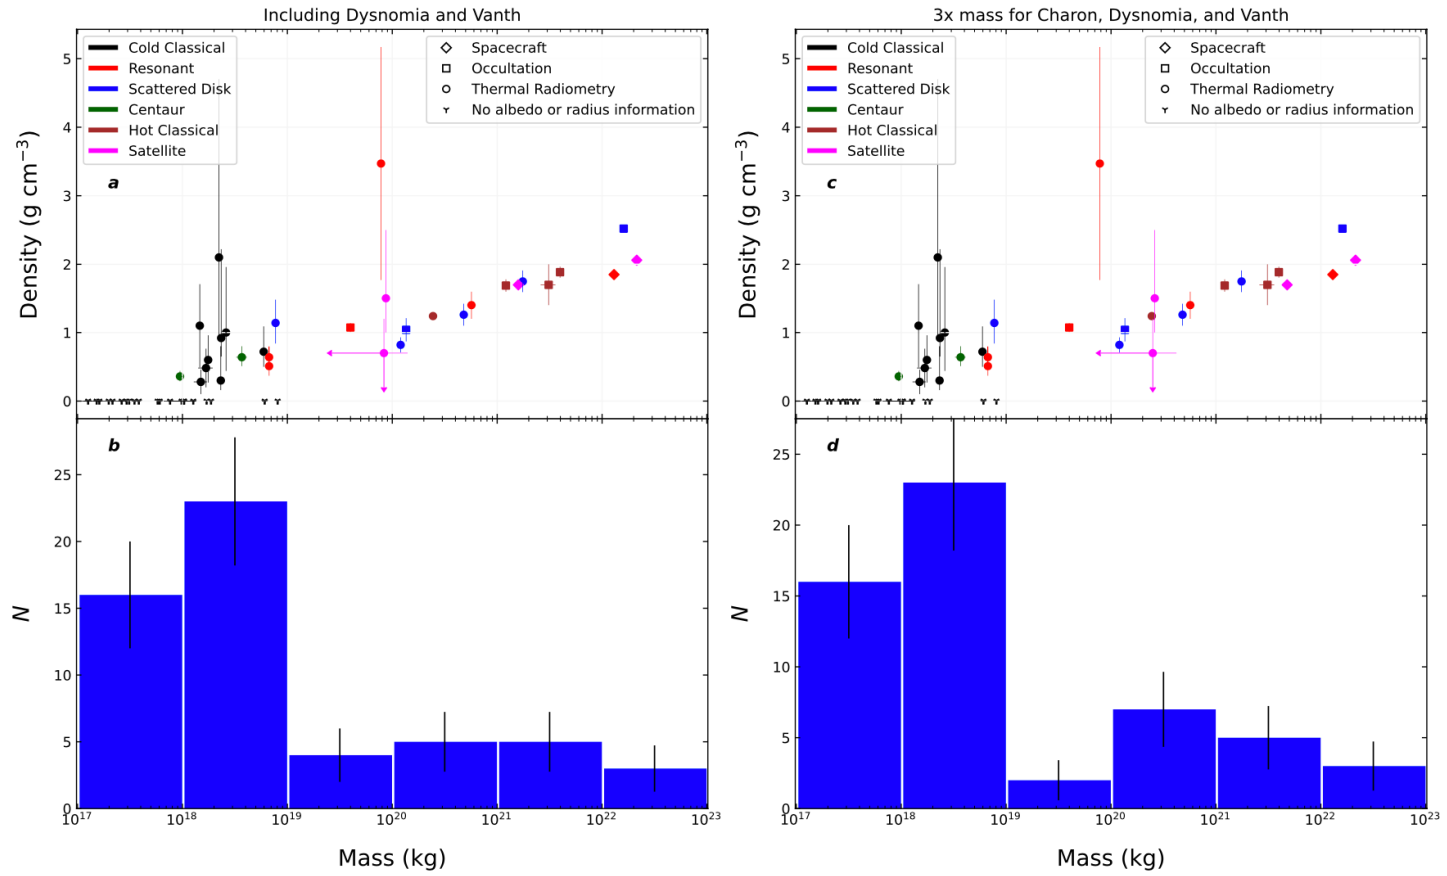 Including Dysnomia and Vanth
Density (g cm⁻³)
5
4
3
2
1
0
Cold Classical
Resonant
Scattered Disk
Centaur
Hot Classical
Satellite
Spacecraft
Occultation
Thermal Radiometry
No albedo or radius information
a
N
25
20
15
10
5
0
b
10¹⁷ 10¹⁸ 10¹⁹ 10²⁰ 10²¹ 10²² 10²³
Mass (kg)
3x mass for Charon, Dysnomia, and Vanth
Density (g cm⁻³)
5
4
3
2
1
0
Cold Classical
Resonant
Scattered Disk
Centaur
Hot Classical
Satellite
Spacecraft
Occultation
Thermal Radiometry
No albedo or radius information
c
N
25
20
15
10
5
0
d
10¹⁷ 10¹⁸ 10¹⁹ 10²⁰ 10²¹ 10²² 10²³
Mass (kg)